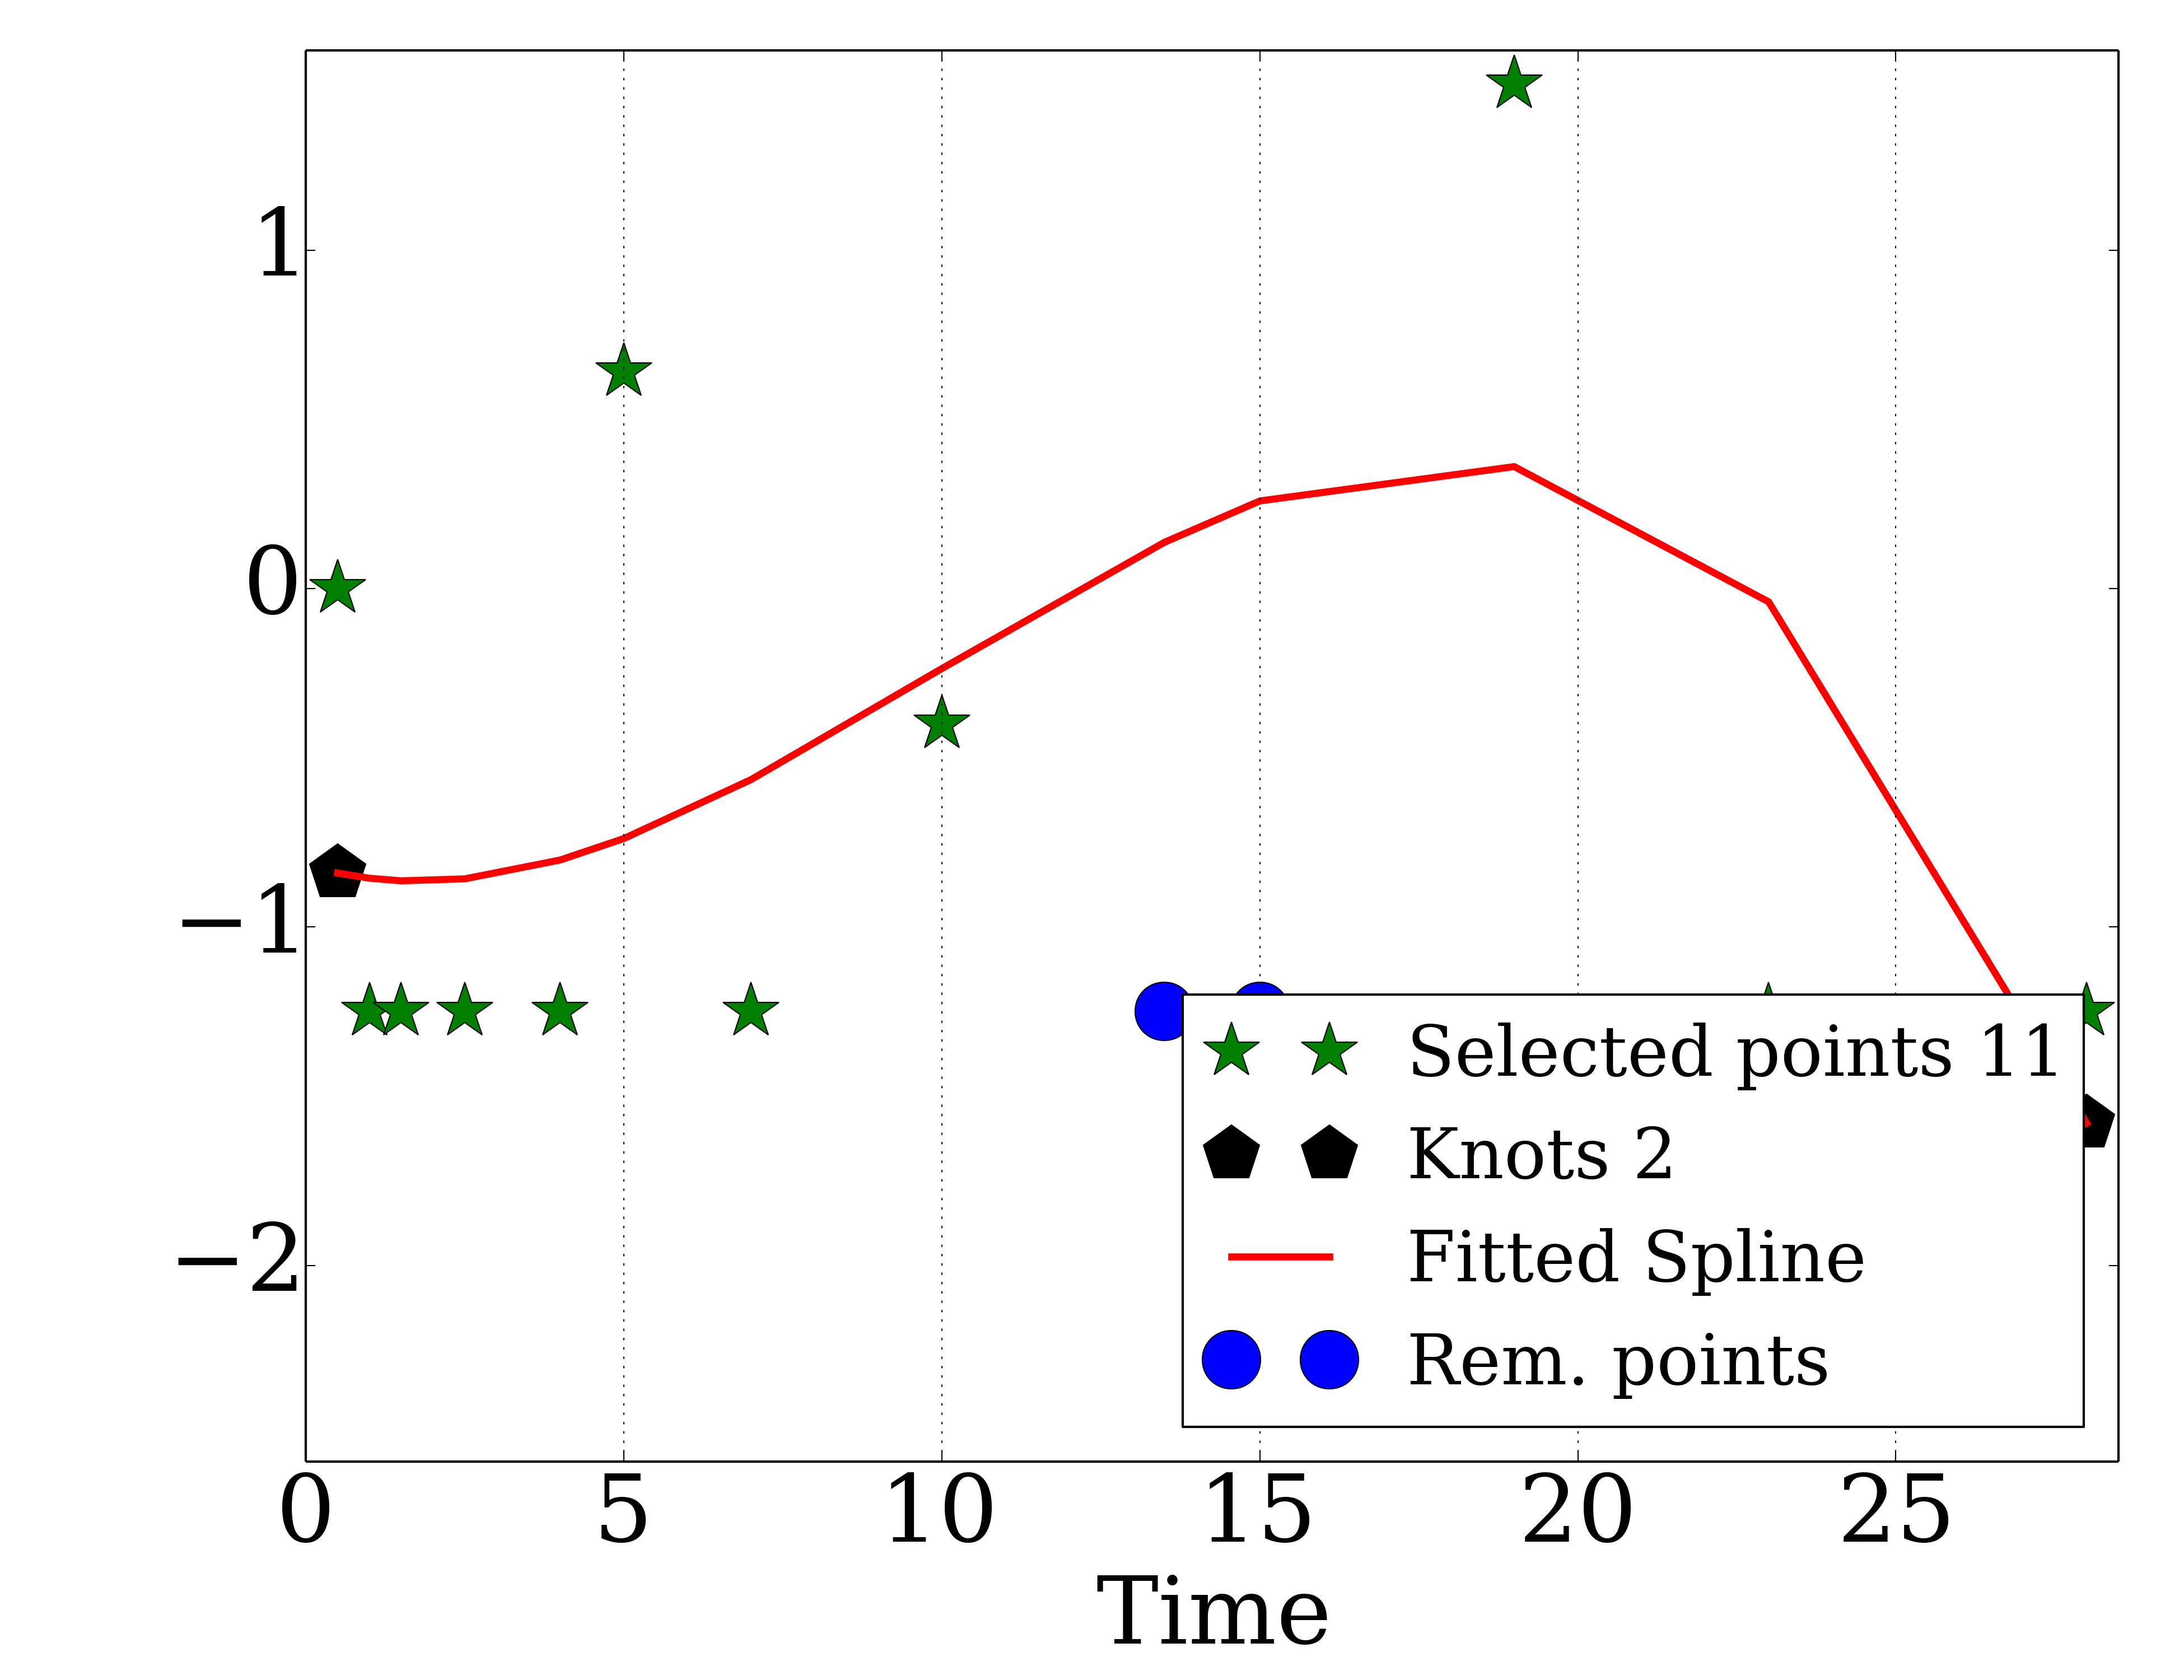 1
0
−1
−2
0 5 10 15 20 25
Time
Selected points 11
Knots 2
Fitted Spline
Rem. points